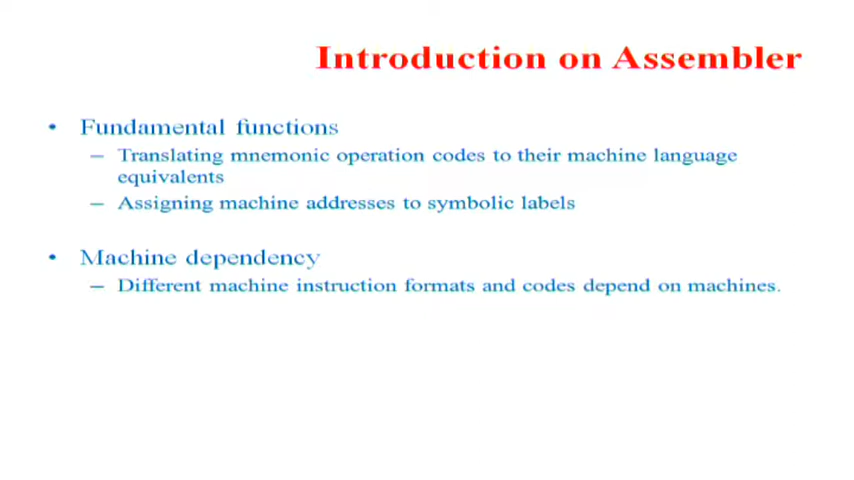 Introduction on Assembler
• Fundamental functions
– Translating mnemonic operation codes to their machine language
equivalents
– Assigning machine addresses to symbolic labels
• Machine dependency
– Different machine instruction formats and codes depend on machines.